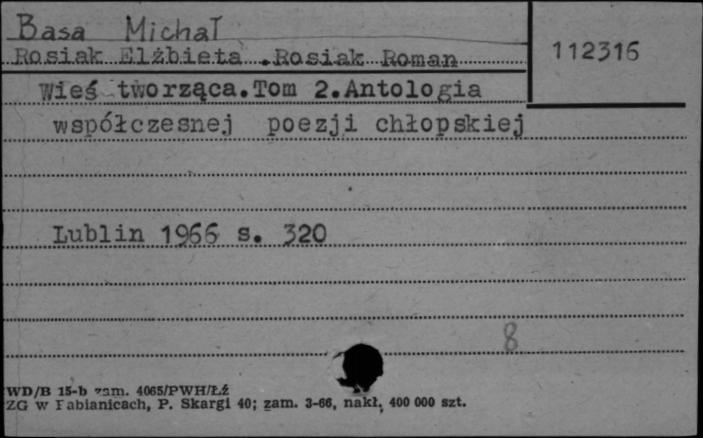 Basa Michał
Rosiak Elżbieta .Rosiak Roman
112316
Wieś tworząca.Tom 2.Antologia
współczesnej poezji chłopskiej
Lublin 1966 s. 320
8
WD/B 15-b zam. 4065/PWH/Łź
ZG w Pabianicach, P. Skargi 40; zam. 3-66, nakł. 400 000 szt.